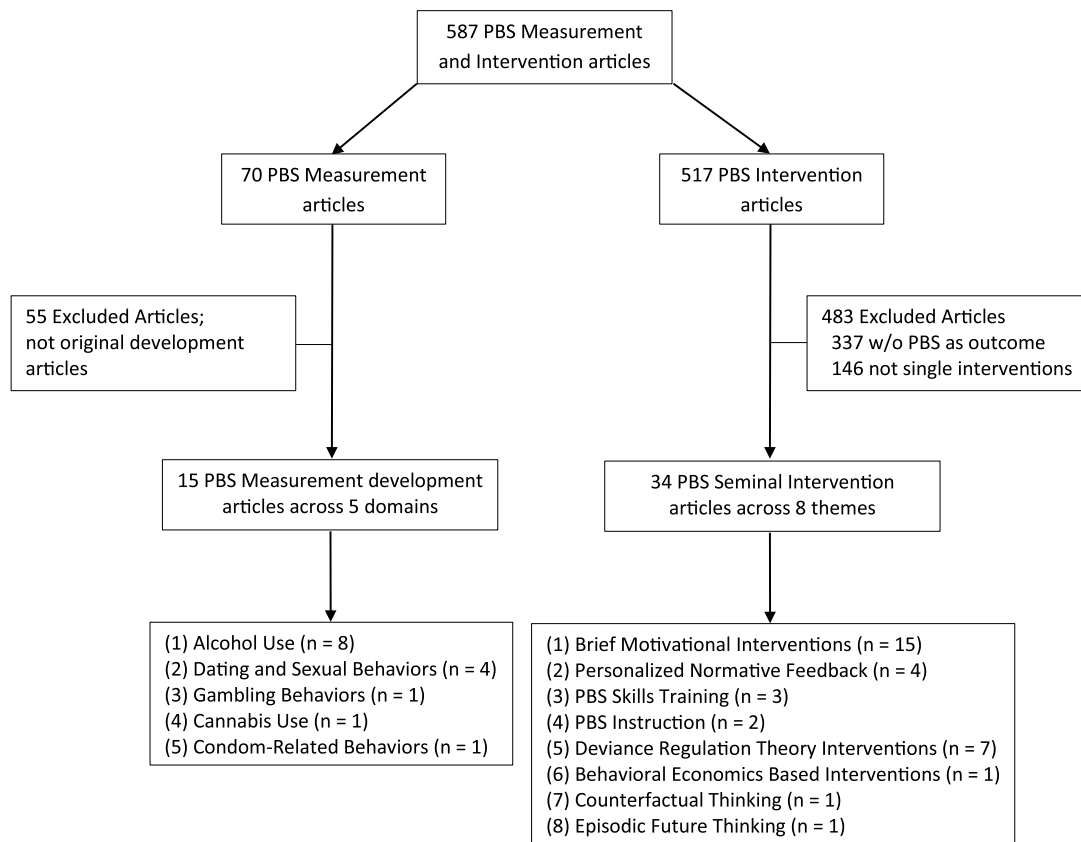 587 PBS Measurement
and Intervention articles
70 PBS Measurement
articles
517 PBS Intervention
articles
55 Excluded Articles;
not original development
articles
483 Excluded Articles
337 w/o PBS as outcome
146 not single interventions
15 PBS Measurement development
articles across 5 domains
34 PBS Seminal Intervention
articles across 8 themes
(1) Alcohol Use (n = 8)
(2) Dating and Sexual Behaviors (n = 4)
(3) Gambling Behaviors (n = 1)
(4) Cannabis Use (n = 1)
(5) Condom-Related Behaviors (n = 1)
(1) Brief Motivational Interventions (n = 15)
(2) Personalized Normative Feedback (n = 4)
(3) PBS Skills Training (n = 3)
(4) PBS Instruction (n = 2)
(5) Deviance Regulation Theory Interventions (n = 7)
(6) Behavioral Economics Based Interventions (n = 1)
(7) Counterfactual Thinking (n = 1)
(8) Episodic Future Thinking (n = 1)